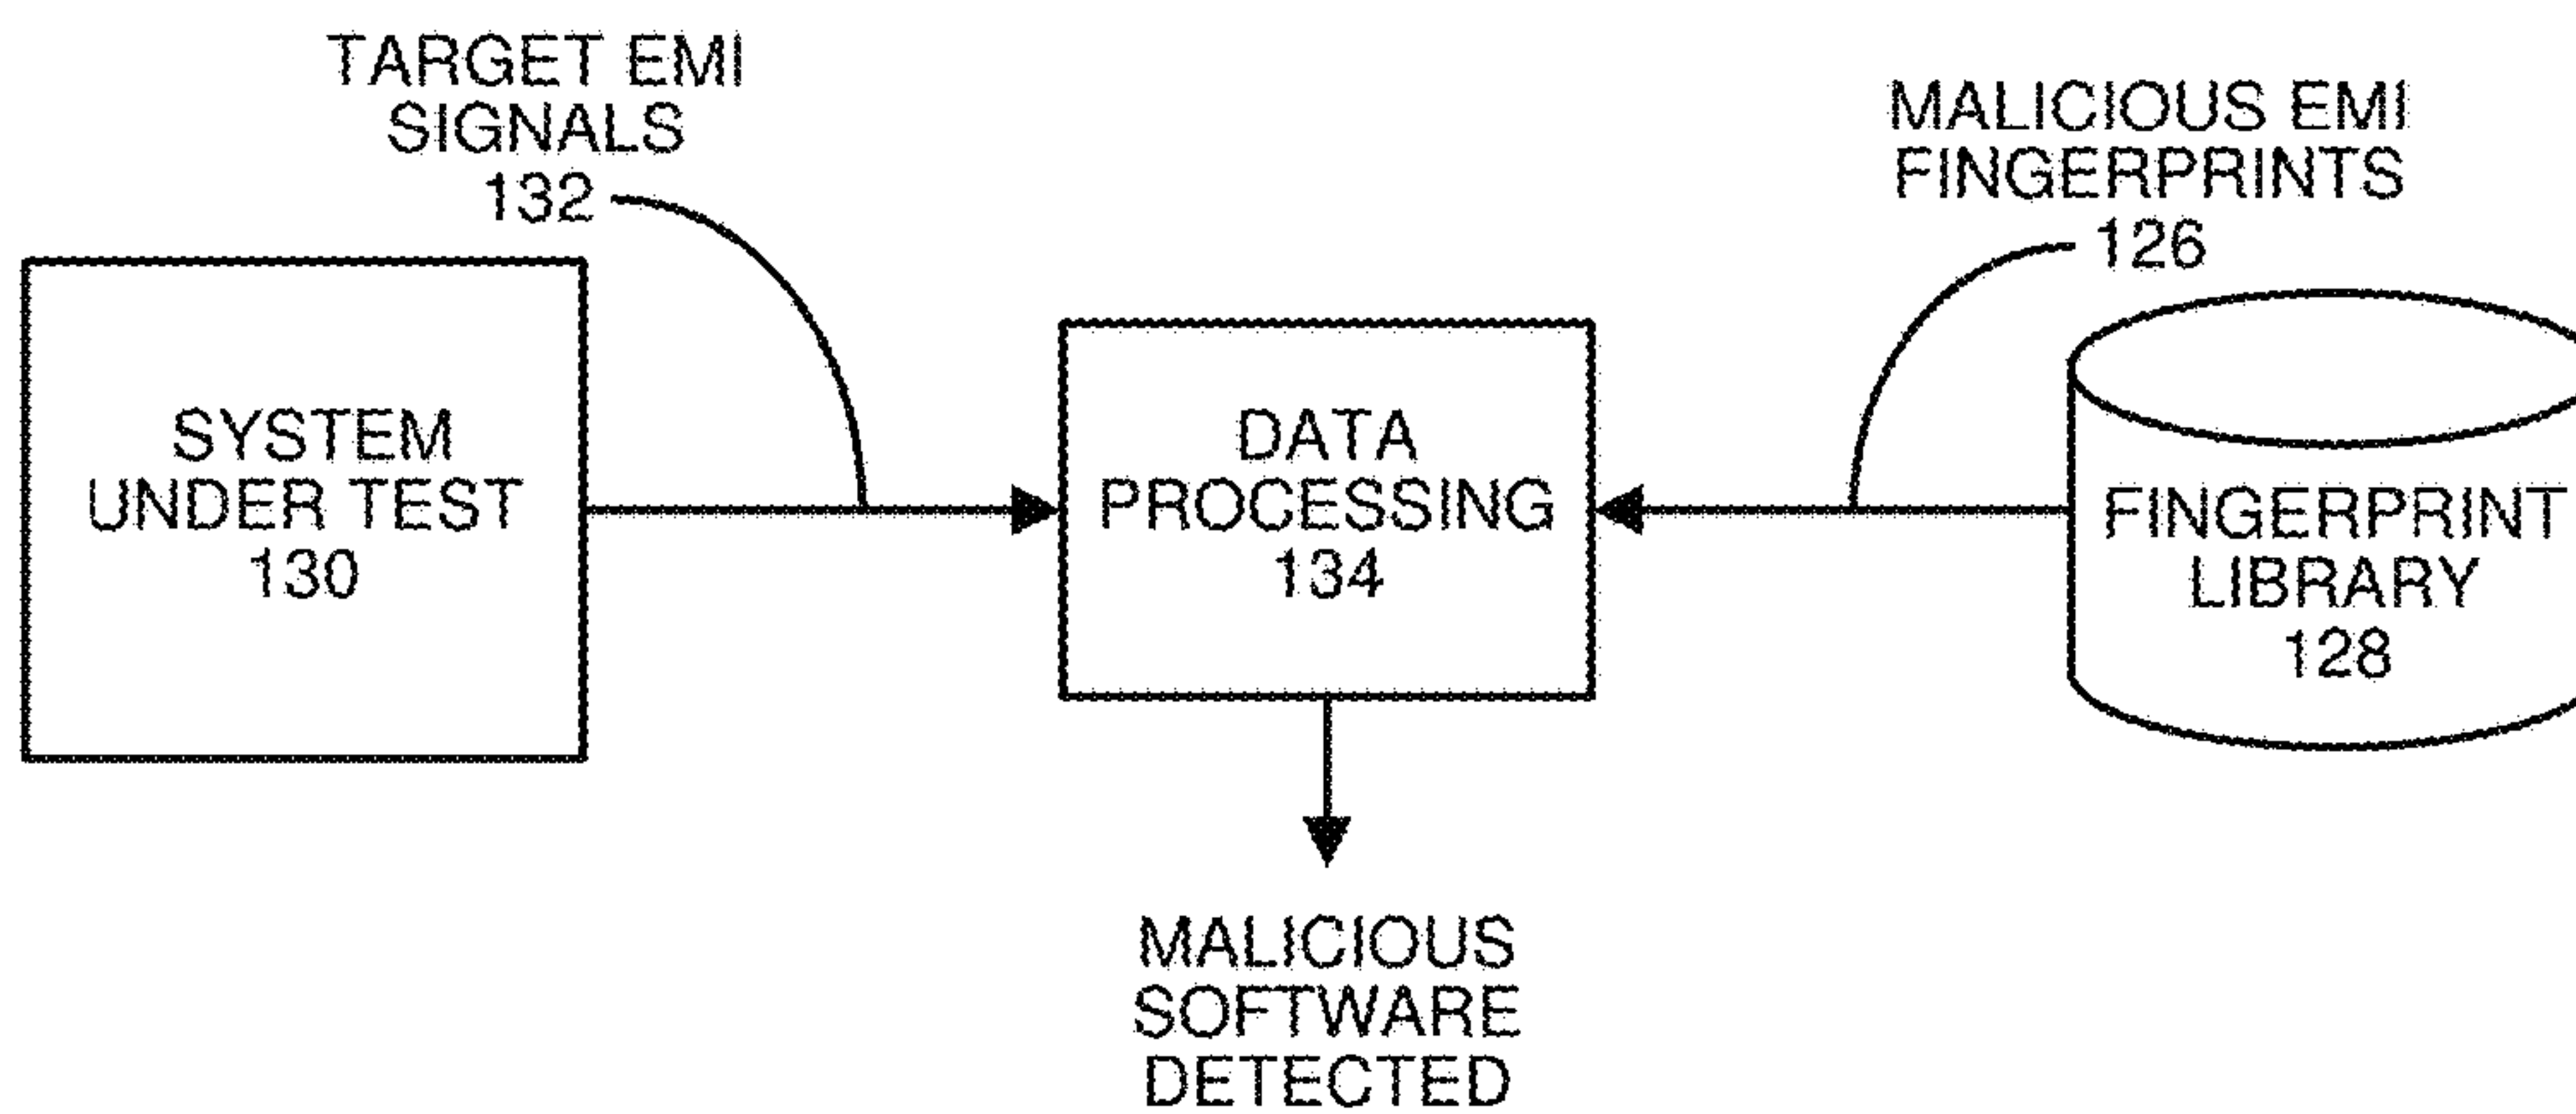 TARGET EMI
SIGNALS
132
MALICIOUS EMI
FINGERPRINTS
126
SYSTEM
UNDER TEST
130
DATA
PROCESSING
134
FINGERPRINT
LIBRARY
128
MALICIOUS
SOFTWARE
DETECTED